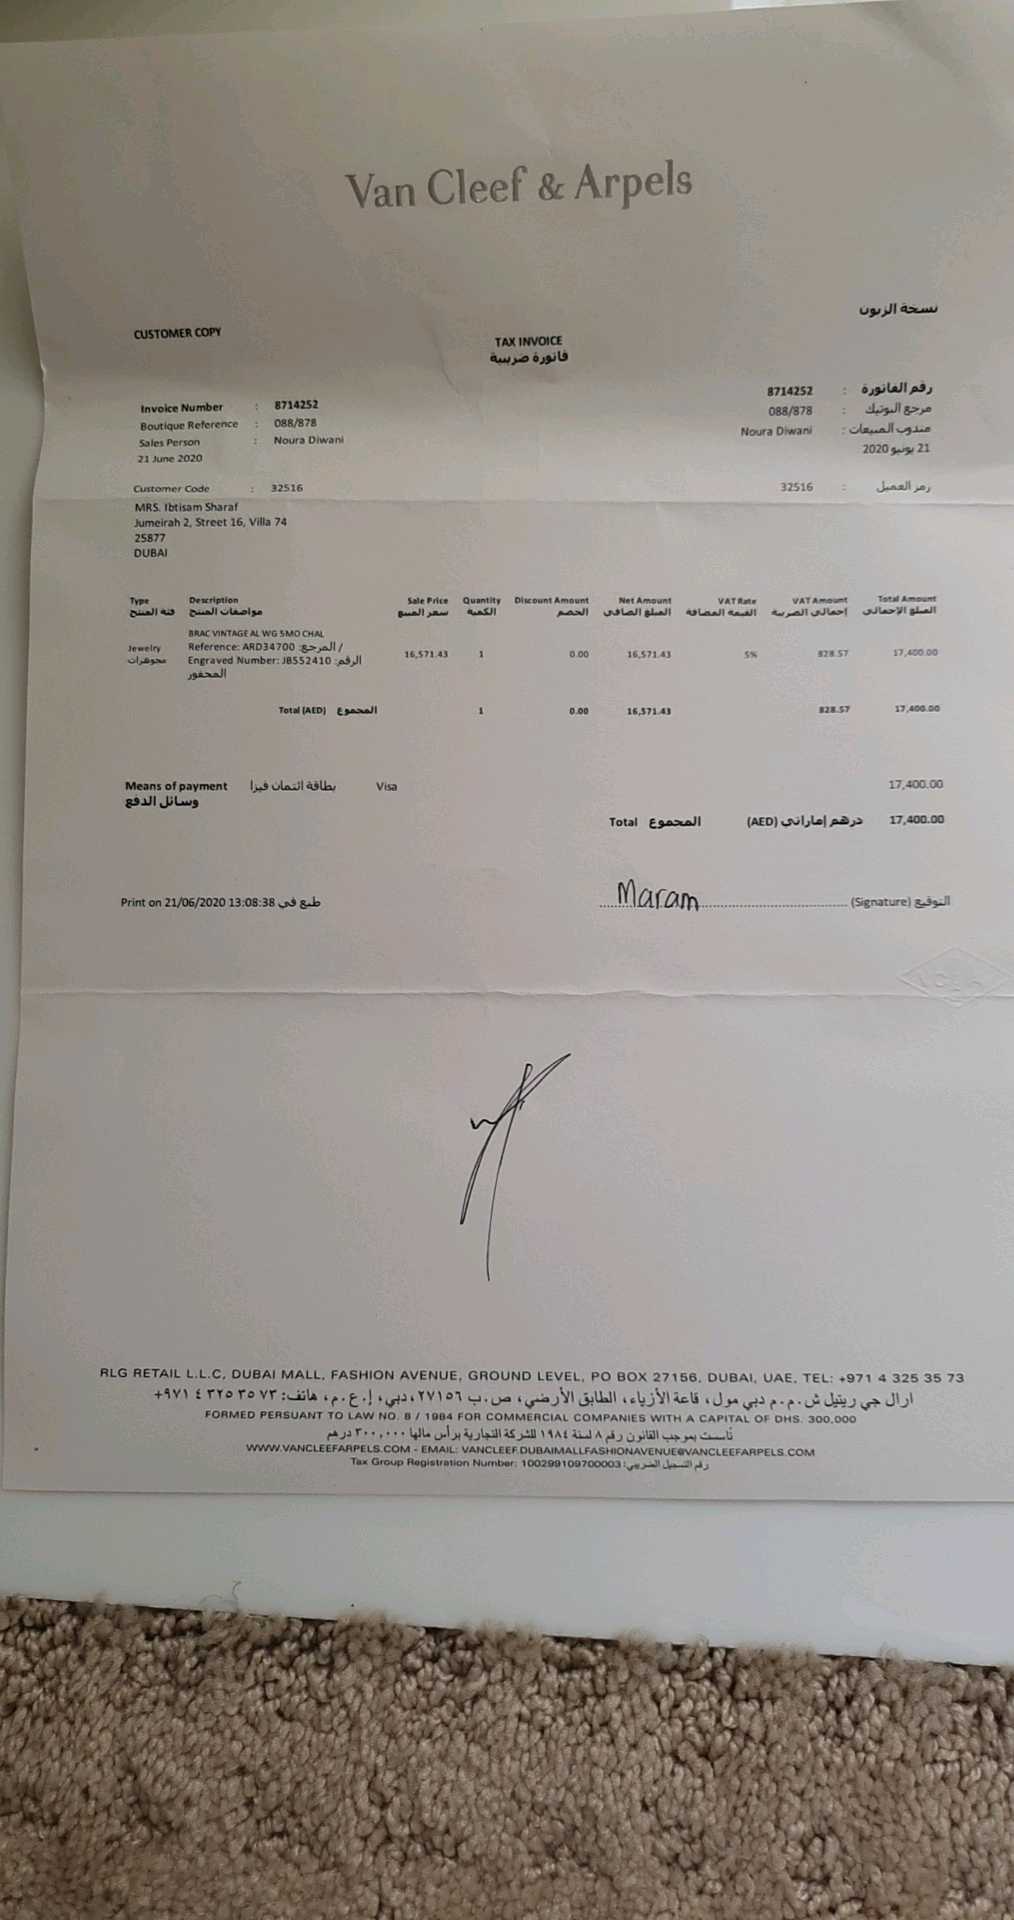 Van Cleef & Arpels
نسخة الزبون
CUSTOMER COPY
TAX INVOICE
فاتورة ضريبية
Invoice Number : 8714252
8714252 : رقم الفاتورة
Boutique Reference : 088/878
088/878 : مرجع البوتيك
Sales Person : Noura Diwani
Noura Diwani : مندوب المبيعات
21 June 2020
21 يونيو 2020
Customer Code : 32516
32516 : رمز العميل
MRS. Ibtisam Sharaf
Jumeirah 2, Street 16, Villa 74
25877
DUBAI
Type Description Sale Price Quantity Discount Amount Net Amount VAT Rate VAT Amount Total Amount
فئة المنتج مواصفات المنتج سعر المبيع الكمية الخصم المبلغ الصافي القيمة المضافة إجمالي الضريبة المبلغ الإجمالي
BRAC VINTAGE AL WG 5MO CHAL
Jewelry Reference: ARD34700 :المرجع /
مجوهرات Engraved Number: JB552410 :الرقم
المحفور
16,571.43 1 0.00 16,571.43 5% 828.57 17,400.00
Total (AED) المجموع 1 0.00 16,571.43 828.57 17,400.00
Means of payment بطاقة ائتمان فيزا Visa 17,400.00
وسائل الدفع
Total المجموع (AED) درهم إماراتي 17,400.00
Print on 21/06/2020 13:08:38 طبع في
Maram (Signature) التوقيع
RLG RETAIL L.L.C, DUBAI MALL, FASHION AVENUE, GROUND LEVEL, PO BOX 27156, DUBAI, UAE, TEL: +971 4 325 35 73
ارال جي ريتيل ش.م.م دبي مول، قاعة الأزياء، الطابق الأرضي، ص.ب ٢٧١٥٦، دبي، إ.ع.م، هاتف: ٧٣ ٣٥ ٣٢٥ ٤ ٩٧١+
FORMED PERSUANT TO LAW NO. 8 / 1984 FOR COMMERCIAL COMPANIES WITH A CAPITAL OF DHS. 300,000
تأسست بموجب القانون رقم ٨ لسنة ١٩٨٤ للشركة التجارية برأس مالها ٣٠٠,٠٠٠ درهم
WWW.VANCLEEFARPELS.COM - EMAIL: VANCLEEF.DUBAIMALLFASHIONAVENUE@VANCLEEFARPELS.COM
Tax Group Registration Number: 100299109700003 :رقم التسجيل الضريبي